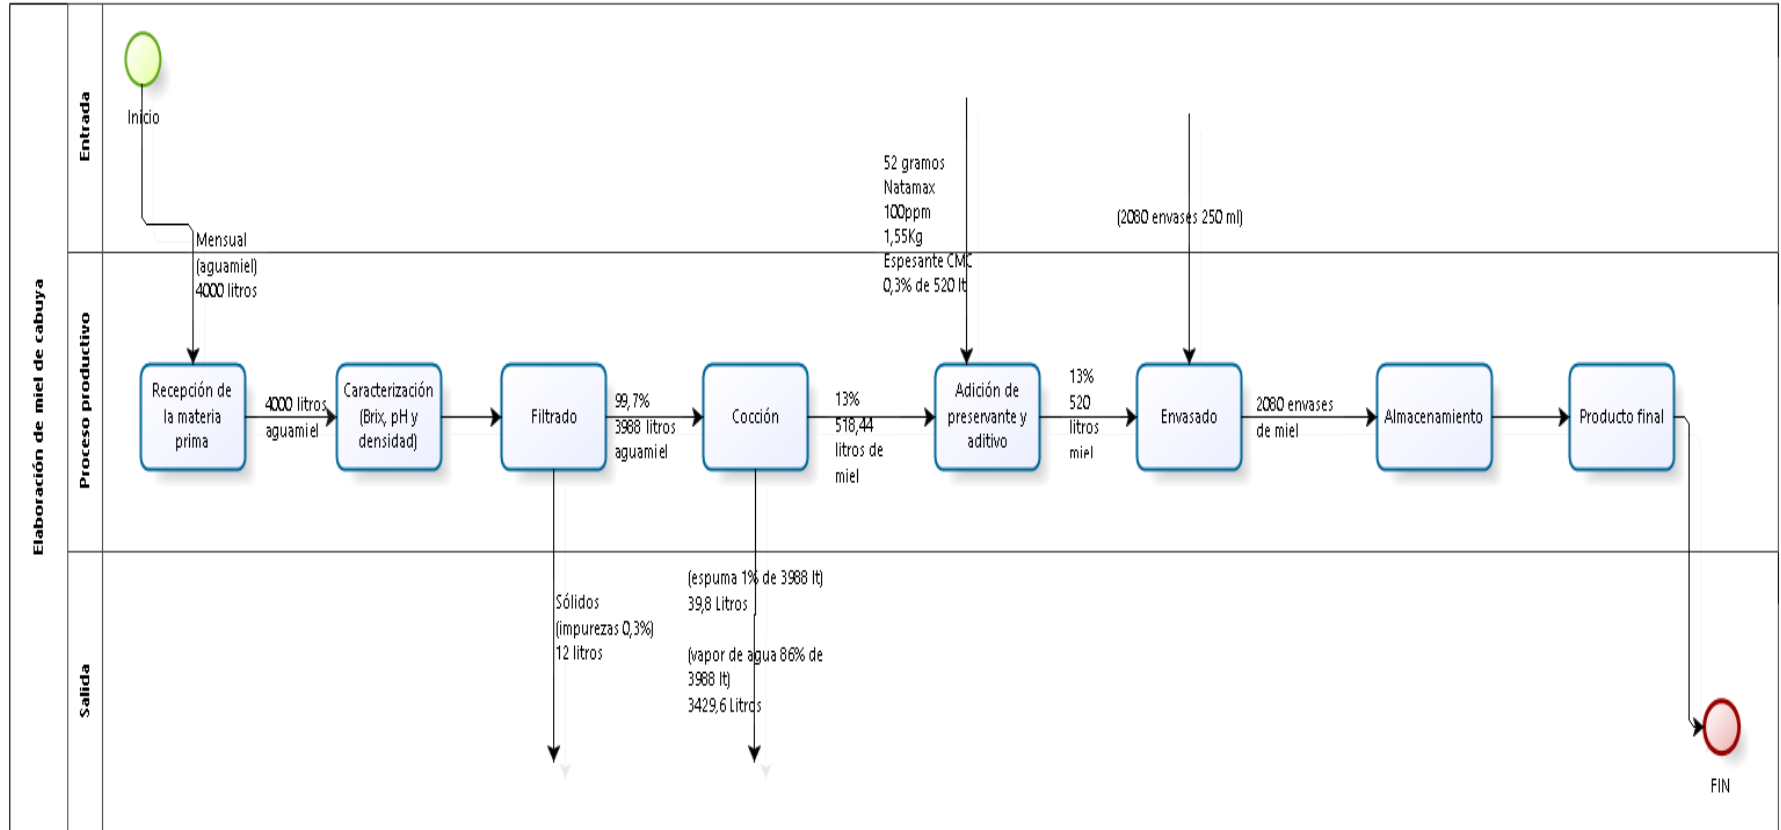 Elaboración de miel de cabuya
Entrada
Inicio
Mensual
(aguamiel)
4000 litros
52 gramos
Natamax
100ppm
1,55Kg
Espesante CMC
0,3% de 520 lt
(2080 envases 250 ml)
Proceso productivo
Recepción de
la materia
prima
4000 litros
aguamiel
Caracterización
(Brix, pH y
densidad)
Filtrado
99,7%
3988 litros
aguamiel
Cocción
13%
518,44
litros de
miel
Adición de
preservante y
aditivo
13%
520
litros
miel
Envasado
2080 envases
de miel
Almacenamiento
Producto final
Salida
Sólidos
(impurezas 0,3%)
12 litros
(espuma 1% de 3988 lt)
39,8 Litros
(vapor de agua 86% de
3988 lt)
3429,6 Litros
FIN